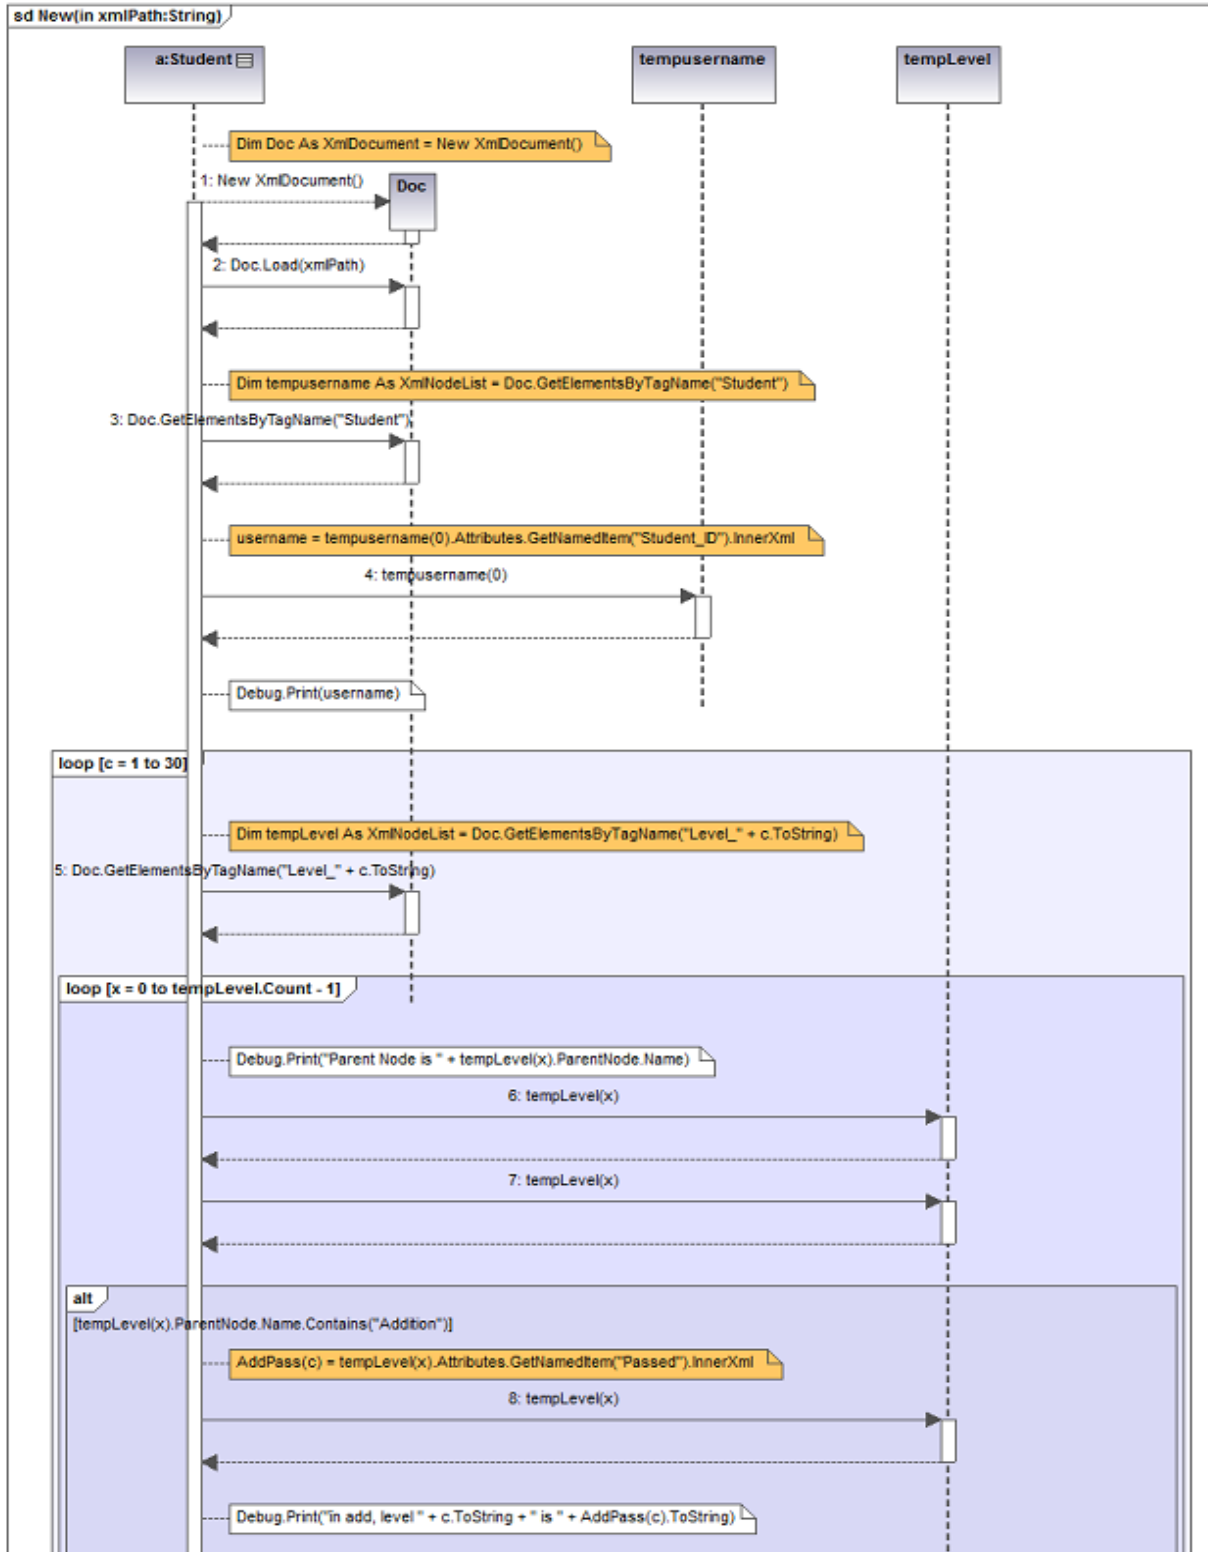 sd New(in xmlPath:String)
a:Student
tempusername
tempLevel
Dim Doc As XmlDocument = New XmlDocument()
1: New XmlDocument()
Doc
2: Doc.Load(xmlPath)
Dim tempusername As XmlNodeList = Doc.GetElementsByTagName("Student")
3: Doc.GetElementsByTagName("Student")
username = tempusername(0).Attributes.GetNamedItem("Student_ID").InnerXml
4: tempusername(0)
Debug.Print(username)
loop [c = 1 to 30]
Dim tempLevel As XmlNodeList = Doc.GetElementsByTagName("Level_" + c.ToString)
5: Doc.GetElementsByTagName("Level_" + c.ToString)
loop [x = 0 to tempLevel.Count - 1]
Debug.Print("Parent Node is " + tempLevel(x).ParentNode.Name)
6: tempLevel(x)
7: tempLevel(x)
alt
[tempLevel(x).ParentNode.Name.Contains("Addition")]
AddPass(c) = tempLevel(x).Attributes.GetNamedItem("Passed").InnerXml
8: tempLevel(x)
Debug.Print("in add, level " + c.ToString + " is " + AddPass(c).ToString)